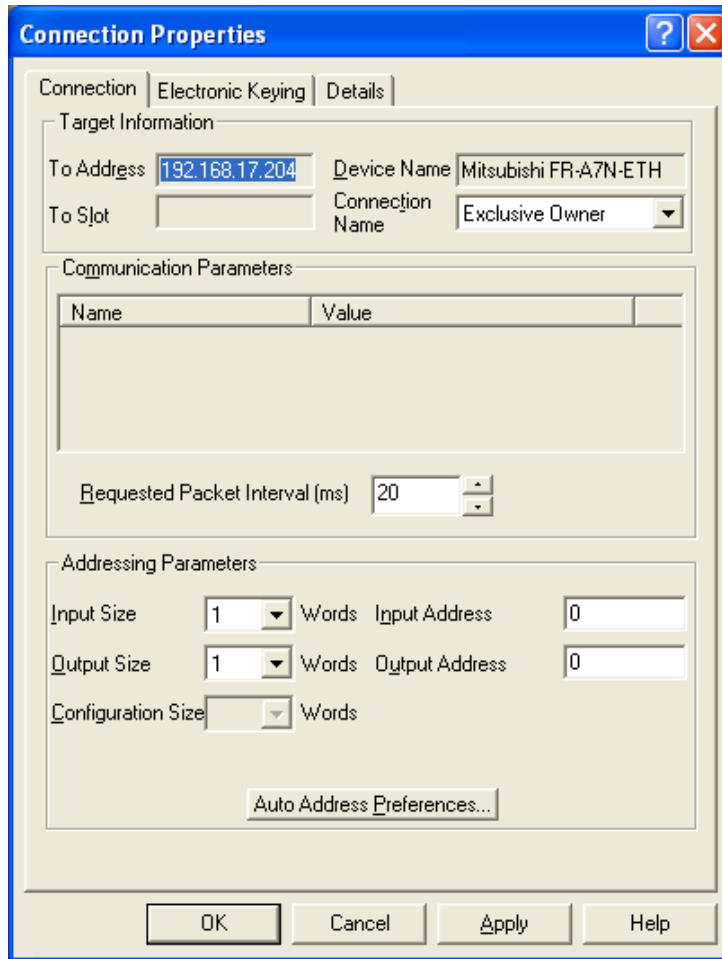 Connection Properties
Connection Electronic Keying Details
Target Information
To Address 192.168.17.204 Device Name Mitsubishi FR-A7N-ETH
To Slot Connection Name Exclusive Owner
Communication Parameters
Name Value
Requested Packet Interval (ms) 20
Addressing Parameters
Input Size 1 Words Input Address 0
Output Size 1 Words Output Address 0
Configuration Size Words
Auto Address Preferences...
OK Cancel Apply Help